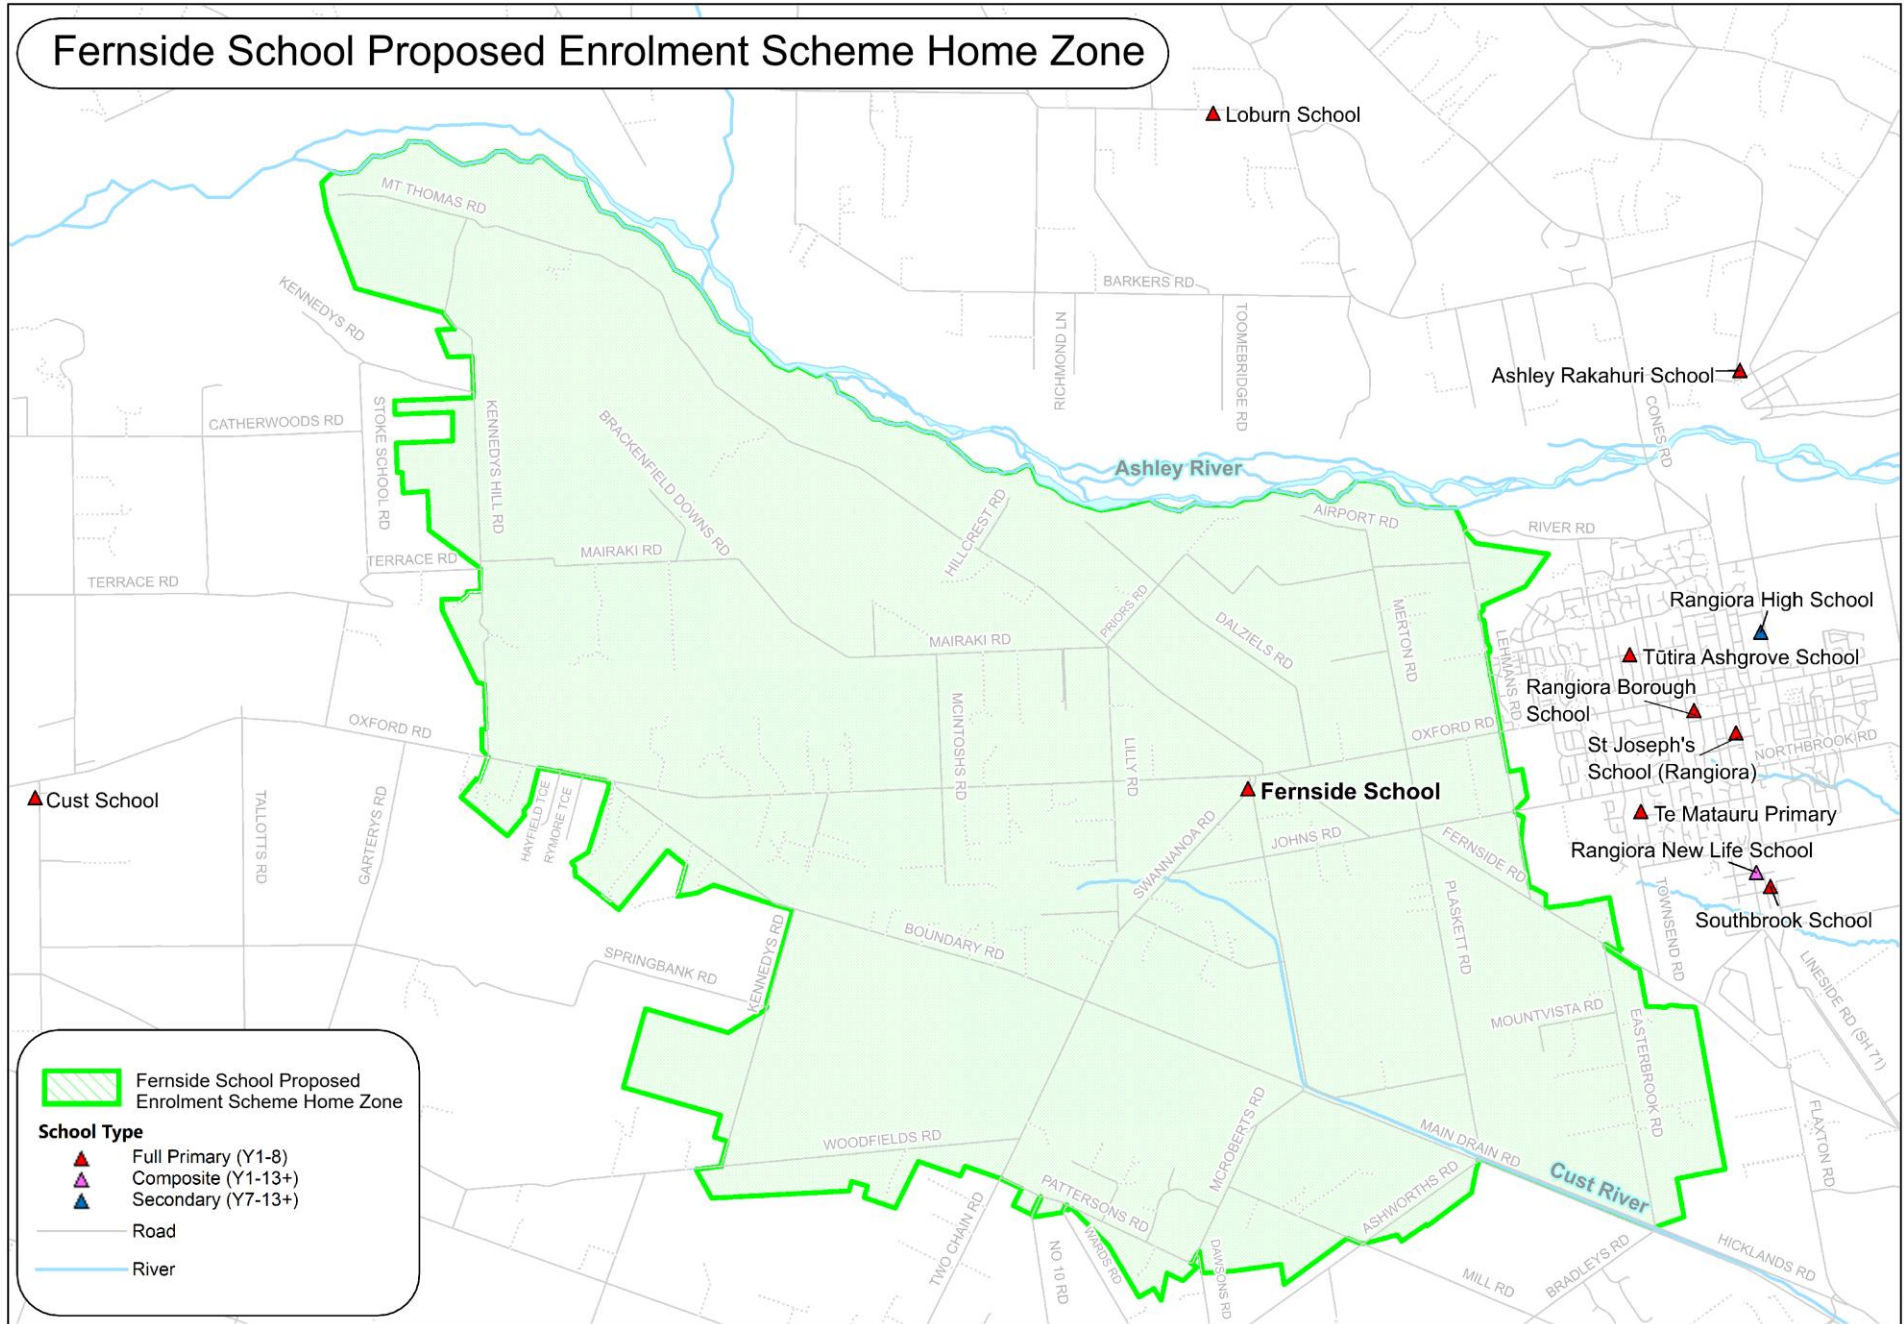 Fernside School Proposed Enrolment Scheme Home Zone
Loburn School
MT THOMAS RD
KENNEDYS RD
BARKERS RD
RICHMOND LN
TOOMEBRIDGE RD
Ashley Rakahuri School
CONES RD
CATHERWOODS RD
STOKE SCHOOL RD
KENNEDYS HILL RD
BRACKENFIELD DOWNS RD
Ashley River
HILLCREST RD
AIRPORT RD
RIVER RD
TERRACE RD
TERRACE RD
MAIRAKI RD
MAIRAKI RD
PRIORS RD
DALZIELS RD
MERTON RD
LEHMANS RD
Rangiora High School
Tūtira Ashgrove School
Rangiora Borough
School
St Joseph's
School (Rangiora)
NORTHBROOK RD
OXFORD RD
OXFORD RD
MCINTOSHS RD
LILLY RD
Cust School
TALLOTTS RD
GARTERYS RD
HAYFIELD TCE
RYMORE TCE
Fernside School
Te Matauru Primary
SWANNANOA RD
JOHNS RD
FERNSIDE RD
Rangiora New Life School
PLASKETT RD
TOWNSEND RD
Southbrook School
KENNEDYS RD
BOUNDARY RD
SPRINGBANK RD
LINESIDE RD (SH 71)
MOUNTVISTA RD
EASTERBROOK RD
FLAXTON RD
WOODFIELDS RD
MCROBERTS RD
MAIN DRAIN RD
Cust River
PATTERSONS RD
ASHWORTHS RD
TWO CHAIN RD
NO 10 RD
WARDS RD
DAWSONS RD
MILL RD
BRADLEYS RD
HICKLANDS RD
Fernside School Proposed
Enrolment Scheme Home Zone
School Type
Full Primary (Y1-8)
Composite (Y1-13+)
Secondary (Y7-13+)
Road
River